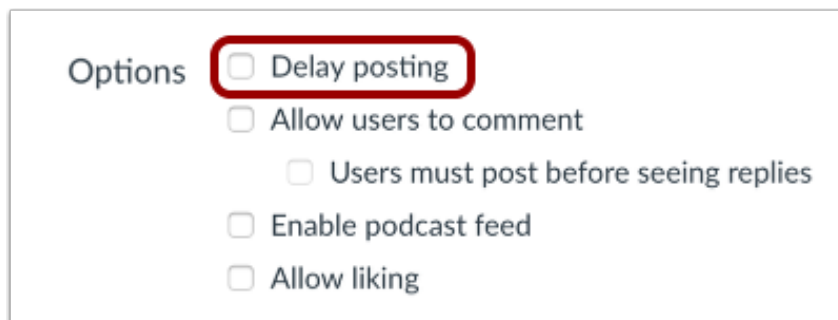 Options Delay posting
Allow users to comment
Users must post before seeing replies
Enable podcast feed
Allow liking